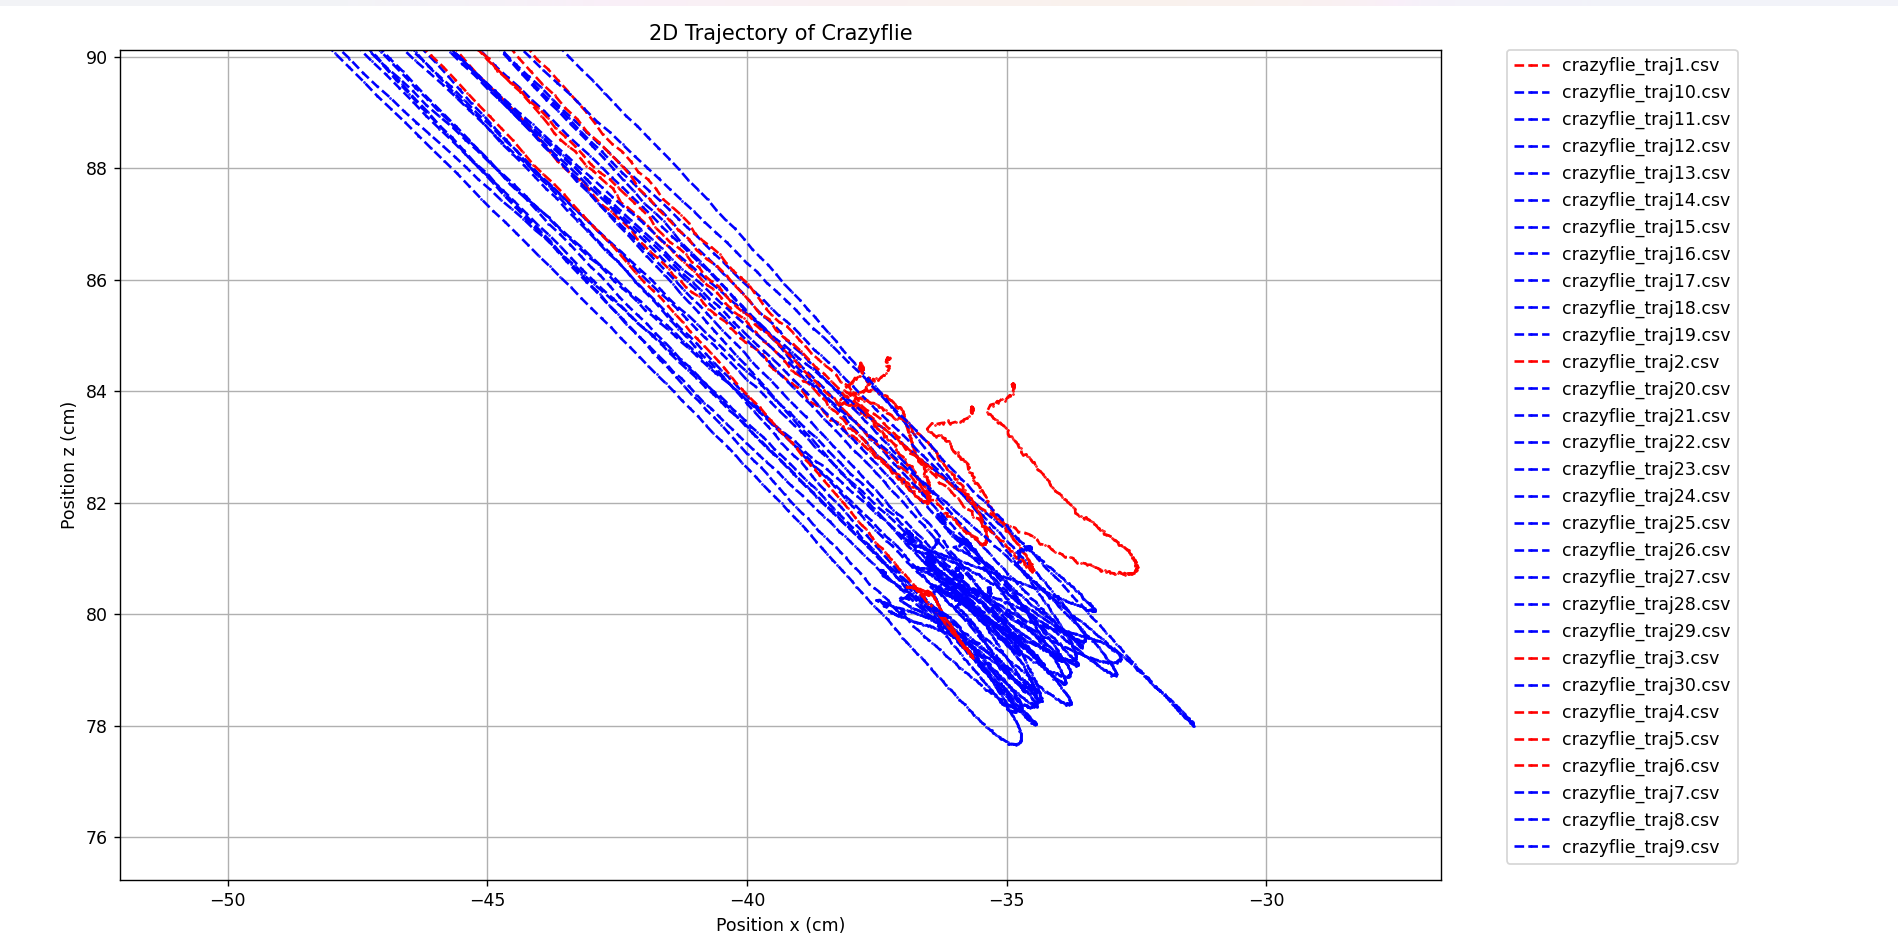 2D Trajectory of Crazyflie
90
88
86
84
82
80
78
76
Position z (cm)
−50
−45
−40
−35
−30
Position x (cm)
crazyflie_traj1.csv
crazyflie_traj10.csv
crazyflie_traj11.csv
crazyflie_traj12.csv
crazyflie_traj13.csv
crazyflie_traj14.csv
crazyflie_traj15.csv
crazyflie_traj16.csv
crazyflie_traj17.csv
crazyflie_traj18.csv
crazyflie_traj19.csv
crazyflie_traj2.csv
crazyflie_traj20.csv
crazyflie_traj21.csv
crazyflie_traj22.csv
crazyflie_traj23.csv
crazyflie_traj24.csv
crazyflie_traj25.csv
crazyflie_traj26.csv
crazyflie_traj27.csv
crazyflie_traj28.csv
crazyflie_traj29.csv
crazyflie_traj3.csv
crazyflie_traj30.csv
crazyflie_traj4.csv
crazyflie_traj5.csv
crazyflie_traj6.csv
crazyflie_traj7.csv
crazyflie_traj8.csv
crazyflie_traj9.csv